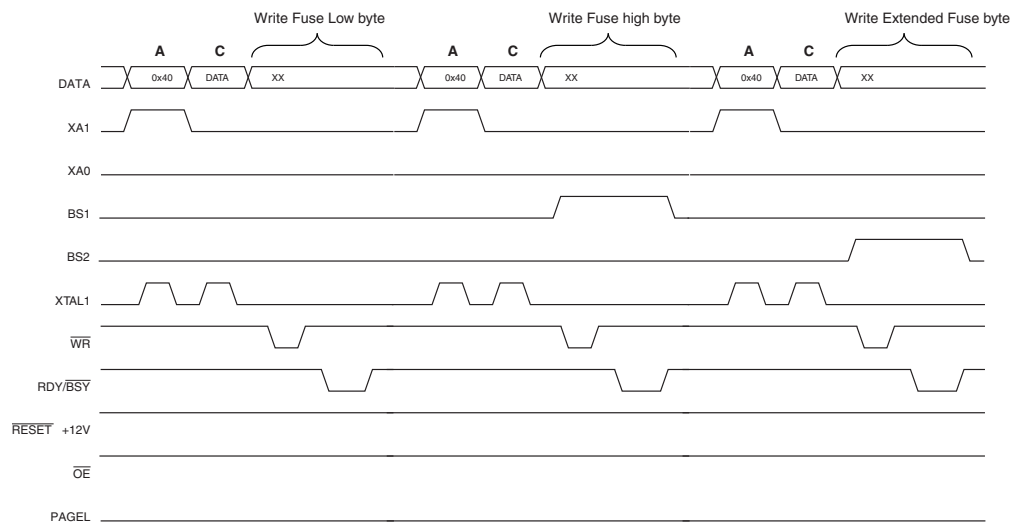 Write Fuse Low byte Write Fuse high byte Write Extended Fuse byte
A C A C A C
DATA 0x40 DATA XX 0x40 DATA XX 0x40 DATA XX
XA1
XA0
BS1
BS2
XTAL1
WR
RDY/BSY
RESET +12V
OE
PAGEL